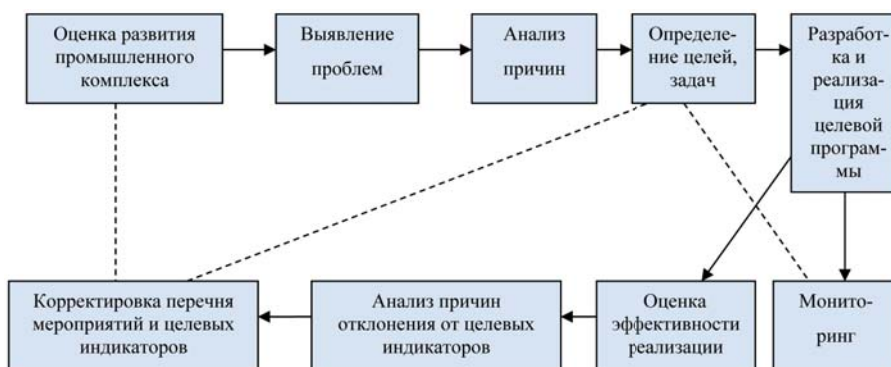 Оценка развития
промышленного
комплекса
Выявление
проблем
Анализ
причин
Определе-
ние целей,
задач
Разработ-
ка и
реализа-
ция
целевой
програм-
мы
Корректировка перечня
мероприятий и целевых
индикаторов
Анализ причин
отклонения от целевых
индикаторов
Оценка
эффективности
реализации
Монито-
ринг